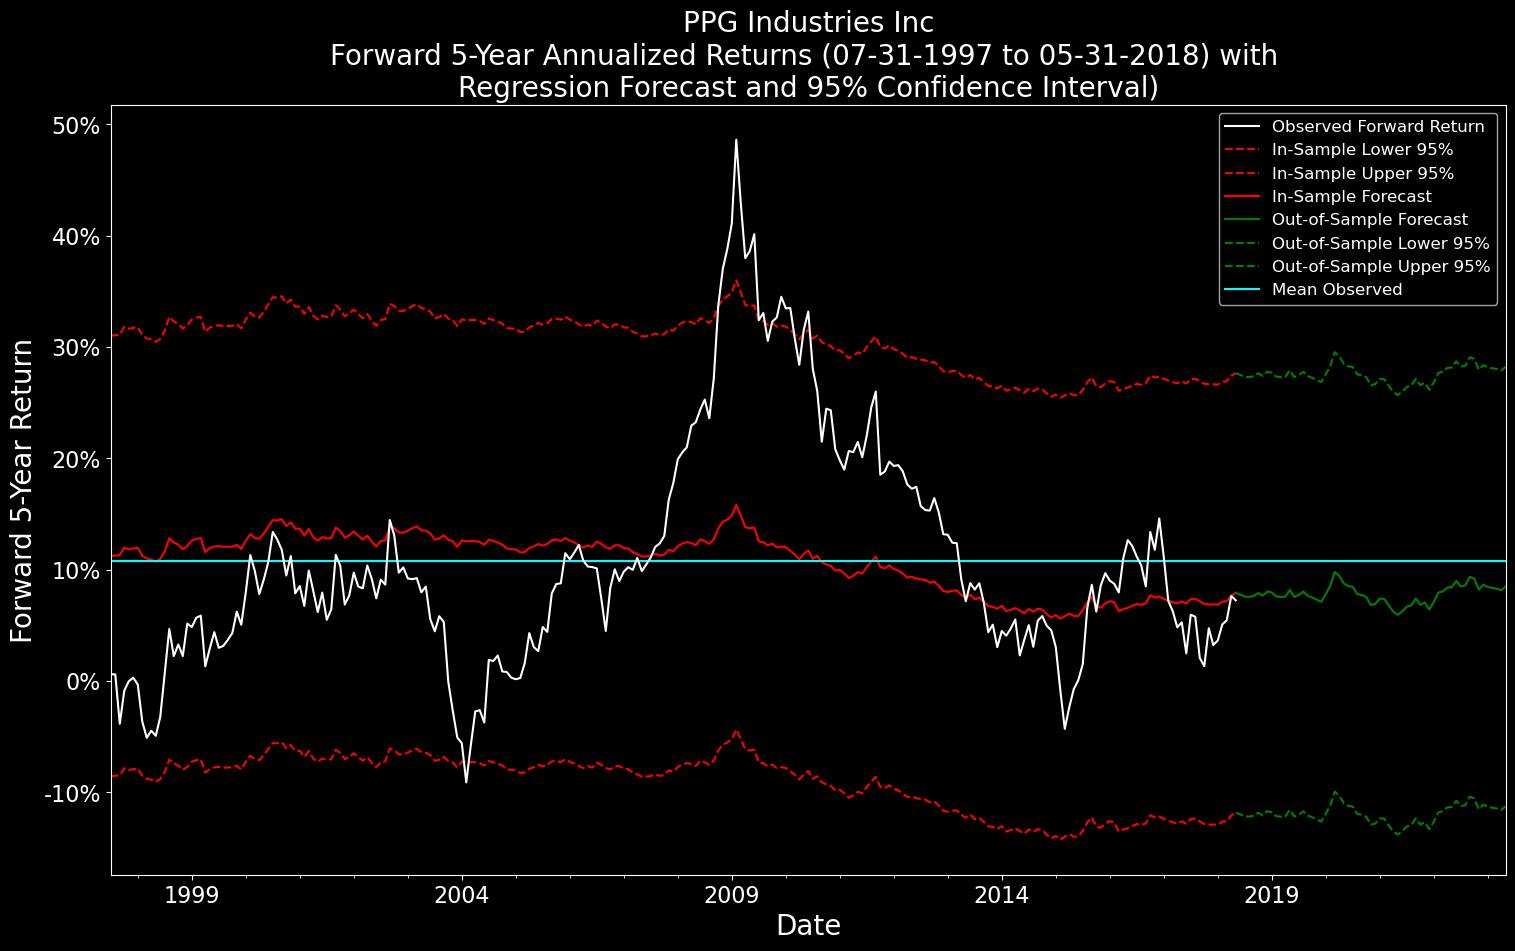 PPG Industries Inc
Forward 5-Year Annualized Returns (07-31-1997 to 05-31-2018) with
Regression Forecast and 95% Confidence Interval)
50%
40%
30%
20%
10%
0%
-10%
Forward 5-Year Return
Observed Forward Return
In-Sample Lower 95%
In-Sample Upper 95%
In-Sample Forecast
Out-of-Sample Forecast
Out-of-Sample Lower 95%
Out-of-Sample Upper 95%
Mean Observed
1999
2004
2009
2014
2019
Date